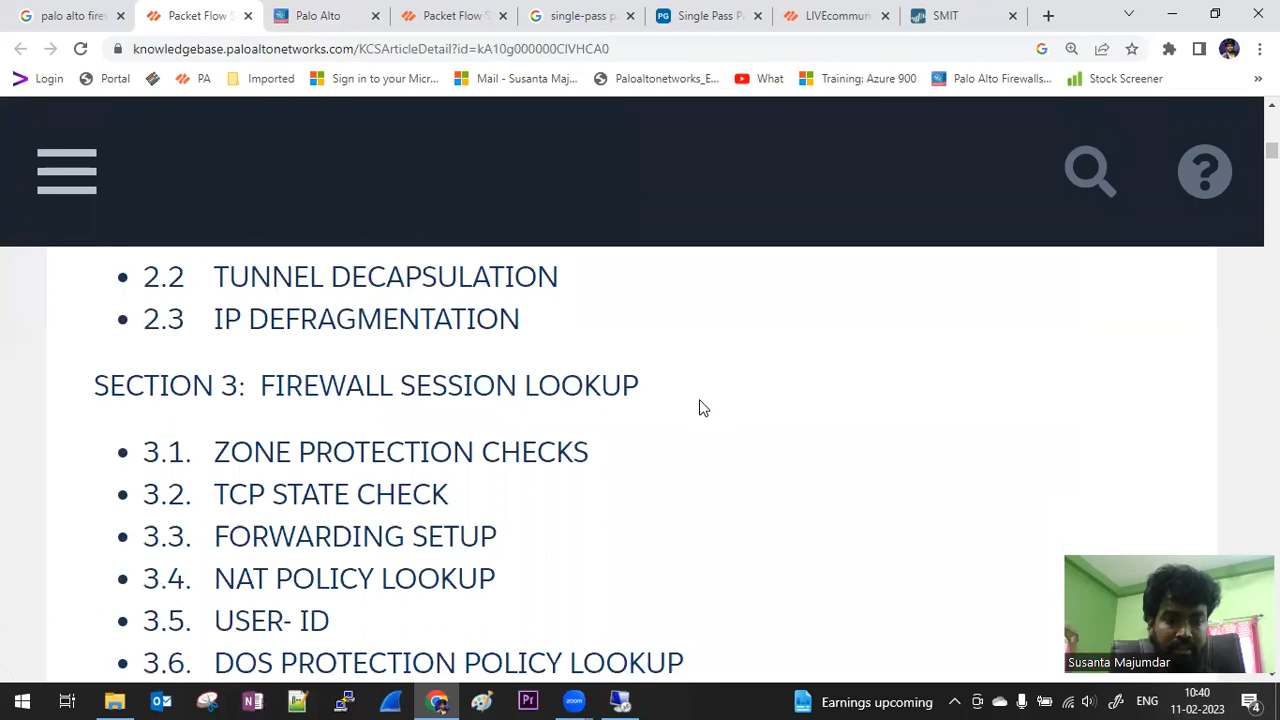 palo alto fire
Packet Flow S
Palo Alto
Packet Flow S
single-pass p
Single Pass Pa
LIVEcommun
SMIT
knowledgebase.paloaltonetworks.com/KCSArticleDetail?id=kA10g000000ClVHCA0
Login
Portal
PA
Imported
Sign in to your Micr...
Mail - Susanta Maj...
Paloaltonetworks_E...
What
Training: Azure 900
Palo Alto Firewalls...
Stock Screener
• 2.2 TUNNEL DECAPSULATION
• 2.3 IP DEFRAGMENTATION
SECTION 3: FIREWALL SESSION LOOKUP
• 3.1. ZONE PROTECTION CHECKS
• 3.2. TCP STATE CHECK
• 3.3. FORWARDING SETUP
• 3.4. NAT POLICY LOOKUP
• 3.5. USER- ID
• 3.6. DOS PROTECTION POLICY LOOKUP
Susanta Majumdar
Earnings upcoming
ENG
10:40
11-02-2023
4